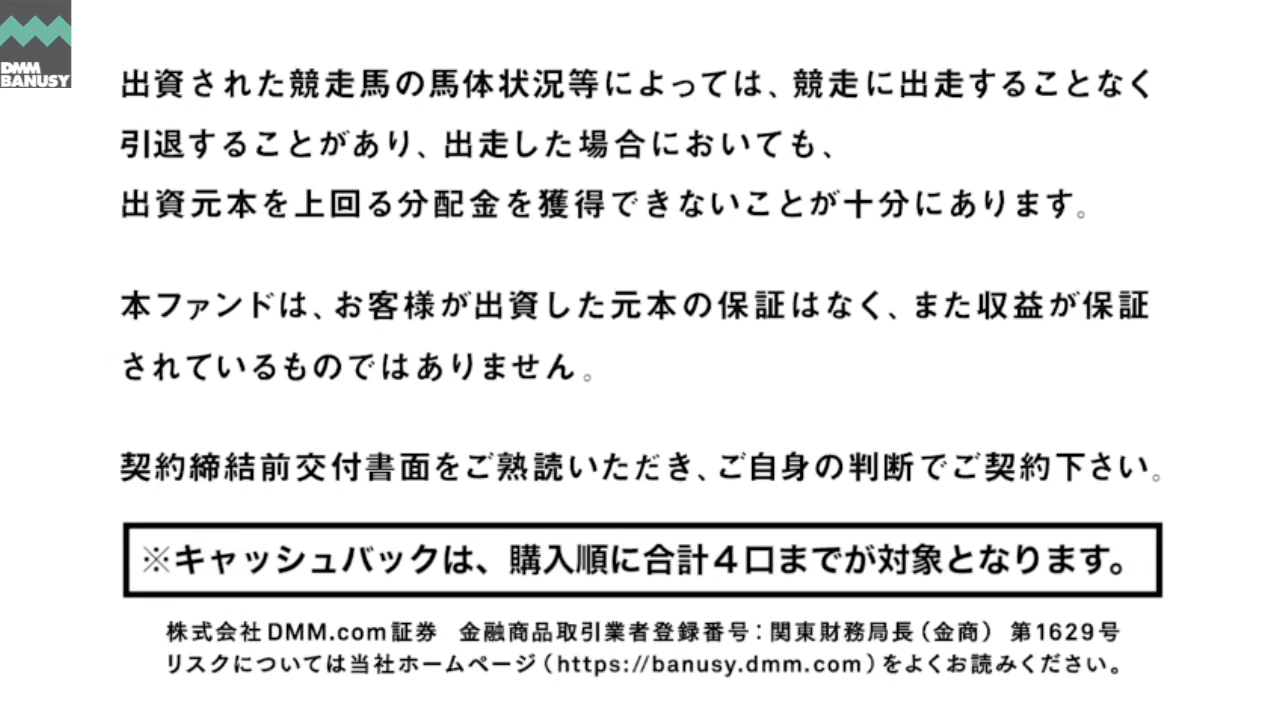 DMM
BANUSY
出資された競走馬の馬体状況等によっては、競走に出走することなく
引退することがあり、出走した場合においても、
出資元本を上回る分配金を獲得できないことが十分にあります。
本ファンドは、お客様が出資した元本の保証はなく、また収益が保証
されているものではありません。
契約締結前交付書面をご熟読いただき、ご自身の判断でご契約下さい。
※キャッシュバックは、購入順に合計4口までが対象となります。
株式会社DMM.com証券 金融商品取引業者登録番号：関東財務局長（金商） 第1629号
リスクについては当社ホームページ（https://banusy.dmm.com）をよくお読みください。